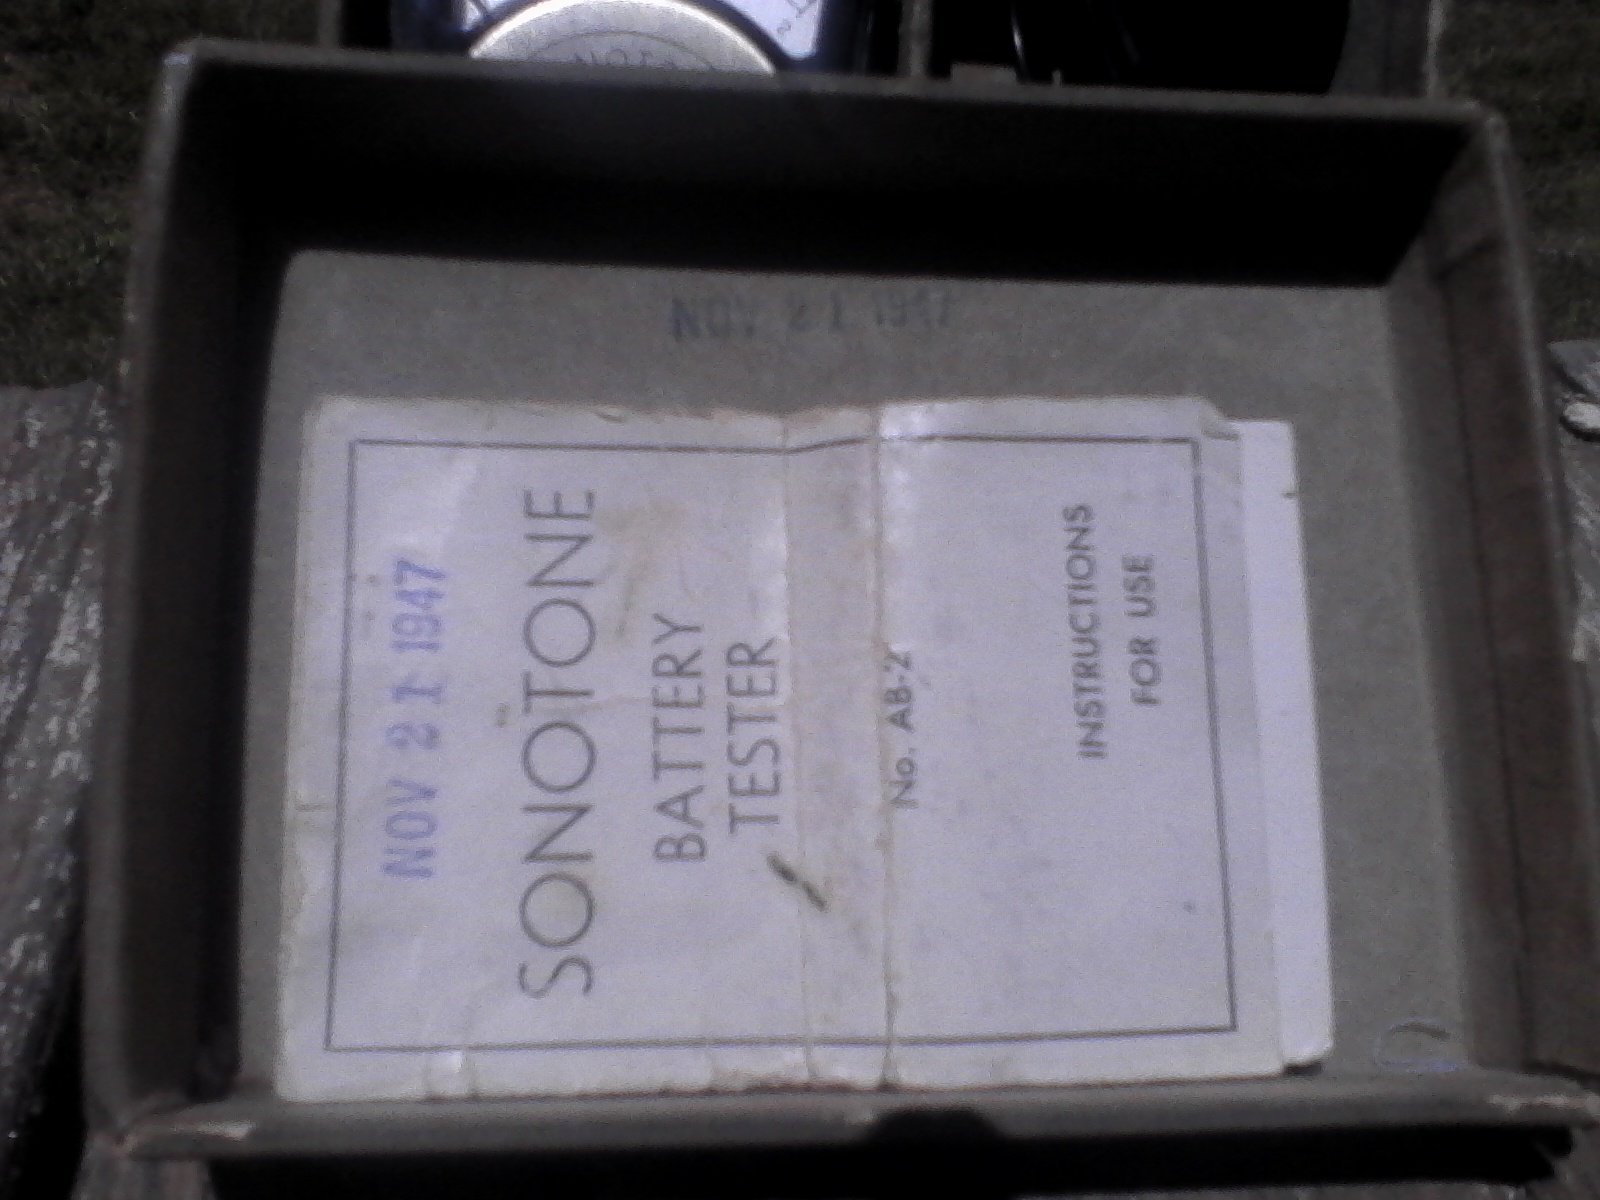 NOV 21 1947
NOV 21 1947
SONOTONE
BATTERY
TESTER
No. AB-2
INSTRUCTIONS
FOR USE